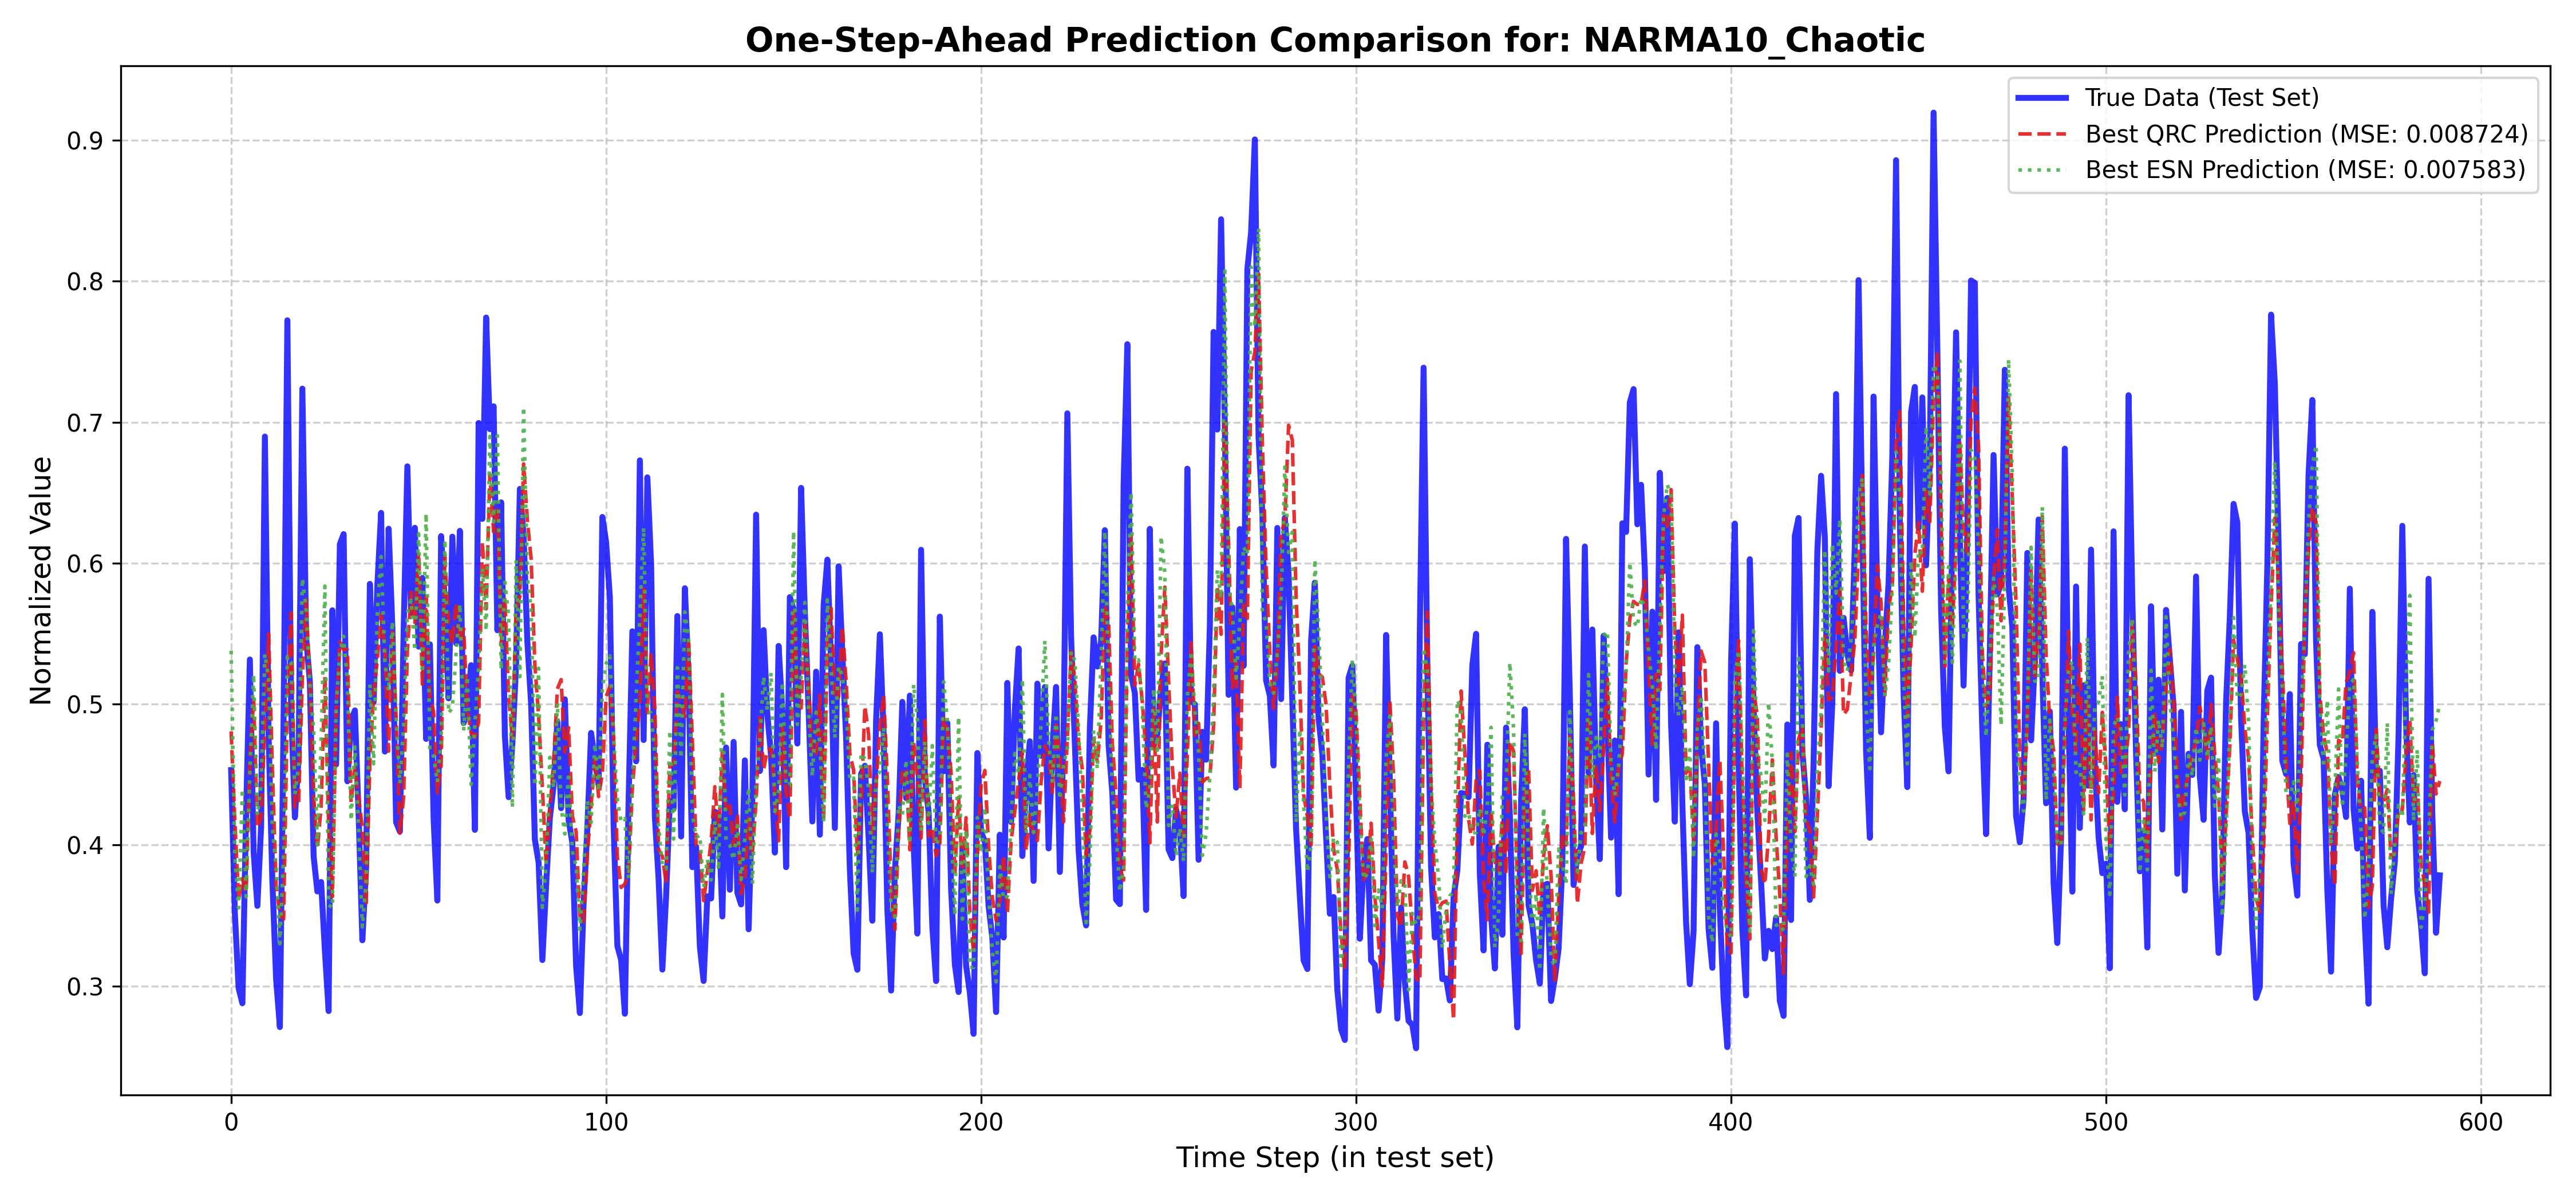 One-Step-Ahead Prediction Comparison for: NARMA10_Chaotic
True Data (Test Set)
Best QRC Prediction (MSE: 0.008724)
Best ESN Prediction (MSE: 0.007583)
Normalized Value
0.9
0.8
0.7
0.6
0.5
0.4
0.3
0
100
200
300
400
500
600
Time Step (in test set)